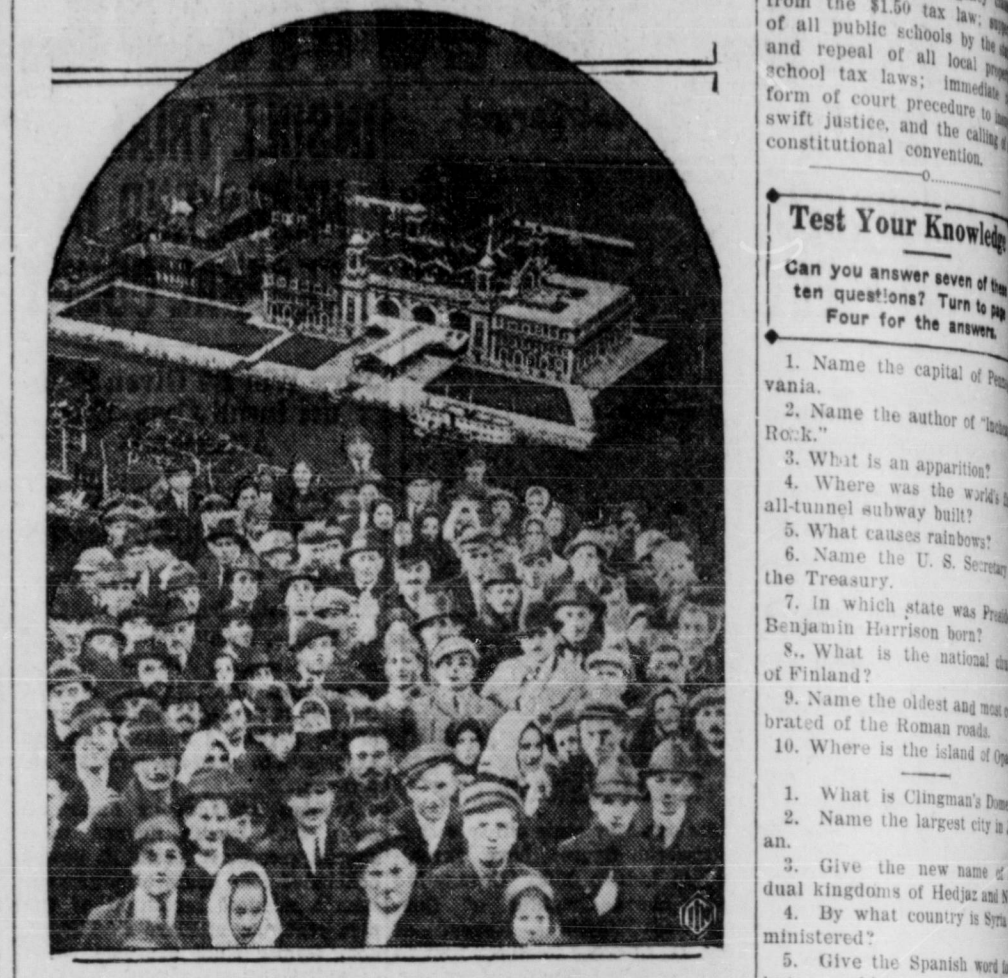 from the $1.50 tax law;
of all public schools by the
and repeal of all local
school tax laws; immediate
form of court precedure to
swift justice, and the calling
constitutional convention.
Test Your
Can you answer seven of
ten questions? Turn to
Four for the answers.
1. Name the capital of
vania.
2. Name the author of
Rock."
3. What is an apparition?
4. Where was the world's
all-tunnel subway built?
5. What causes rainbows?
6. Name the U. S.
the Treasury.
7. In which state was
Benjamin Harrison born?
8.. What is the national
of Finland?
9. Name the oldest and most
brated of the Roman roads.
10. Where is the island of
1. What is Clingman's
2. Name the largest city in
an.
3. Give the new name of
dual kingdoms of Hedjaz and
4. By what country is Syria
ministered?
5. Give the Spanish word